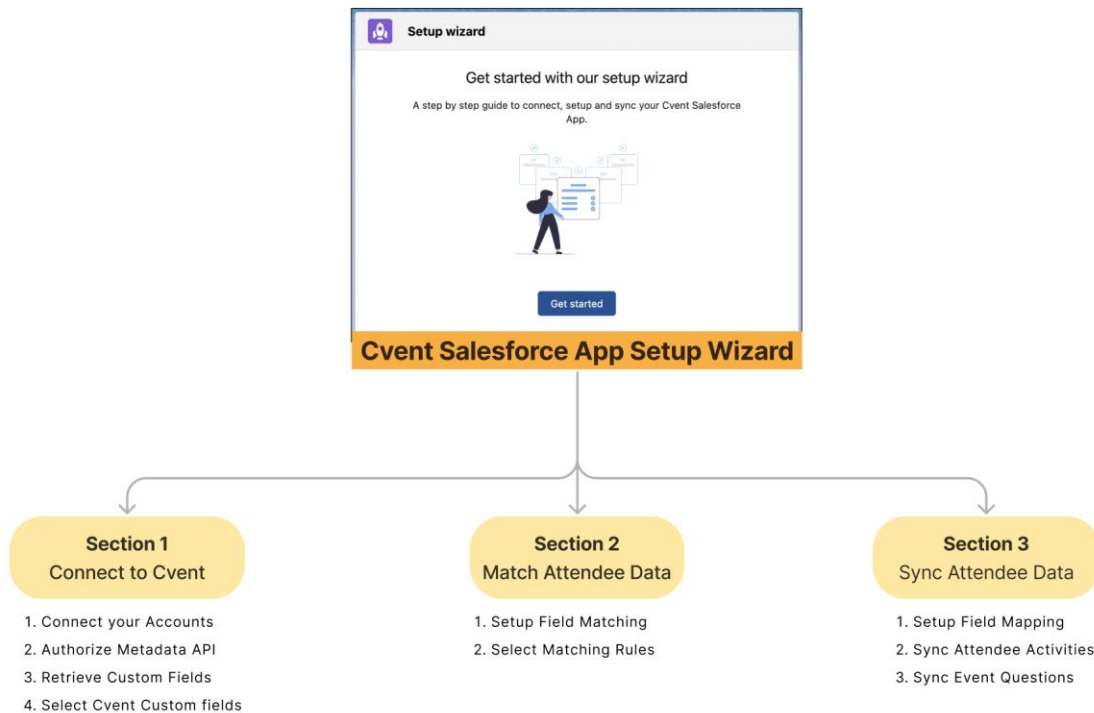 Setup wizard
Get started with our setup wizard
A step by step guide to connect, setup and sync your Cvent Salesforce
App.
Get started
Cvent Salesforce App Setup Wizard
Section 1
Connect to Cvent
1. Connect your Accounts
2. Authorize Metadata API
3. Retrieve Custom Fields
4. Select Cvent Custom fields
Section 2
Match Attendee Data
1. Setup Field Matching
2. Select Matching Rules
Section 3
Sync Attendee Data
1. Setup Field Mapping
2. Sync Attendee Activities
3. Sync Event Questions